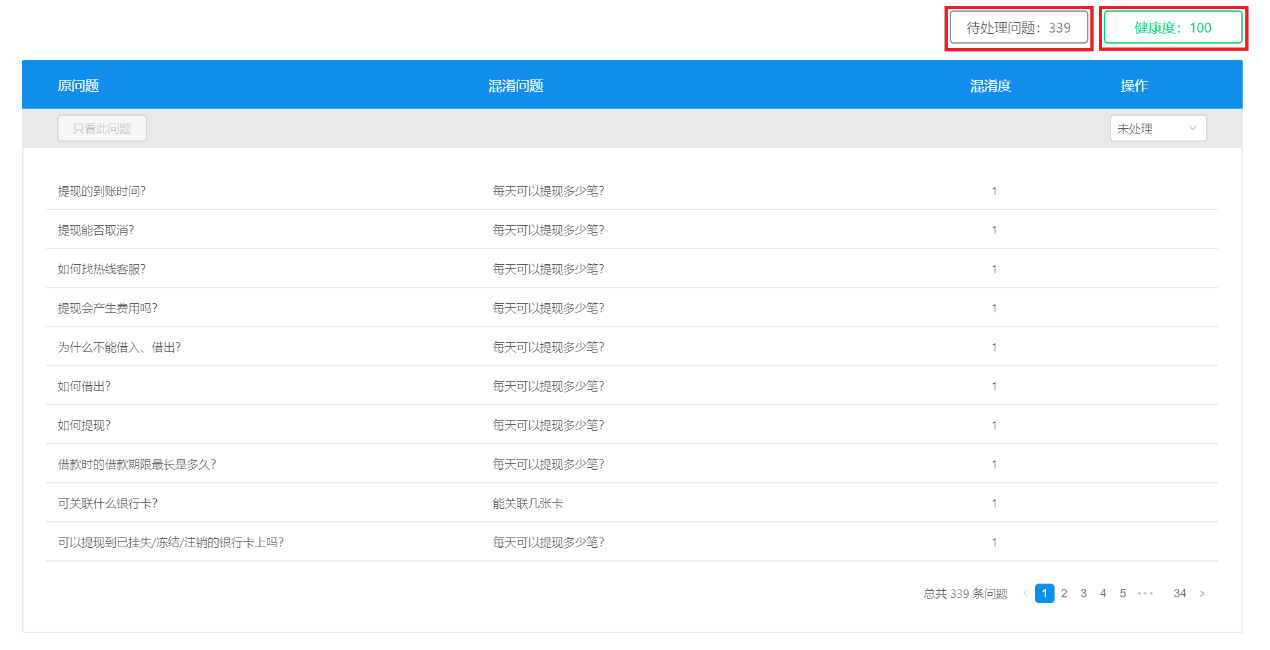 待处理问题：339 健康度：100
原问题 混淆问题 混淆度 操作
只看此问题 未处理
提现的到账时间? 每天可以提现多少笔? 1
提现能否取消? 每天可以提现多少笔? 1
如何找热线客服? 每天可以提现多少笔? 1
提现会产生费用吗? 每天可以提现多少笔? 1
为什么不能借入、借出? 每天可以提现多少笔? 1
如何借出? 每天可以提现多少笔? 1
如何提现? 每天可以提现多少笔? 1
借款时的借款期限最长是多久? 每天可以提现多少笔? 1
可关联什么银行卡? 能关联几张卡 1
可以提现到已挂失/冻结/注销的银行卡上吗? 每天可以提现多少笔? 1
总共 339 条问题 ‹ 1 2 3 4 5 ••• 34 ›